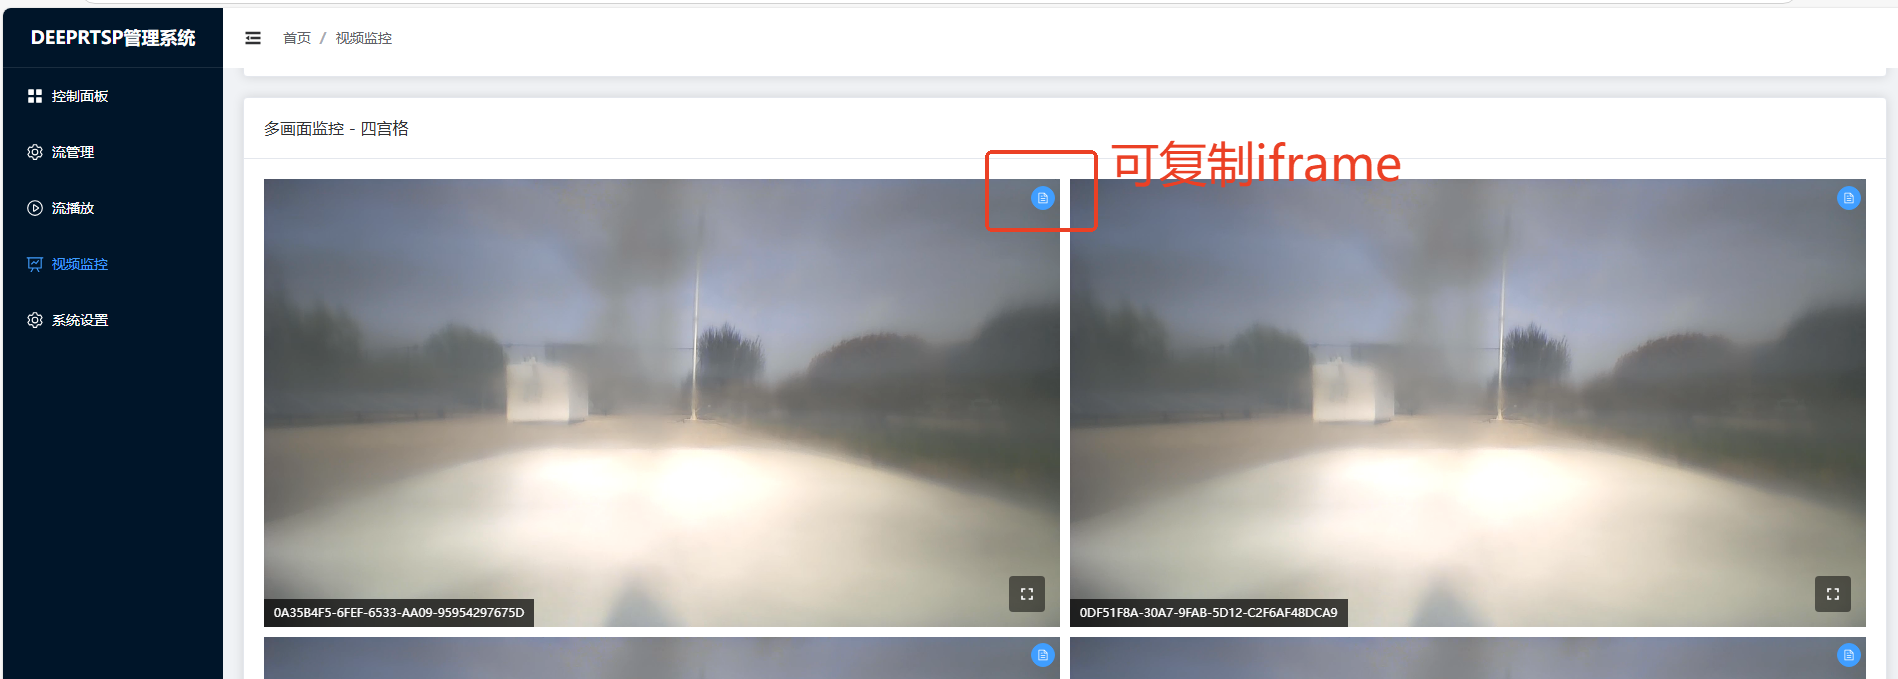 DEEPRTSP管理系统
首页 / 视频监控
控制面板
流管理
流播放
视频监控
系统设置
多画面监控 - 四宫格
可复制iframe
0A35B4F5-6FEF-6533-AA09-95954297675D
0DF51F8A-30A7-9FAB-5D12-C2F6AF48DCA9